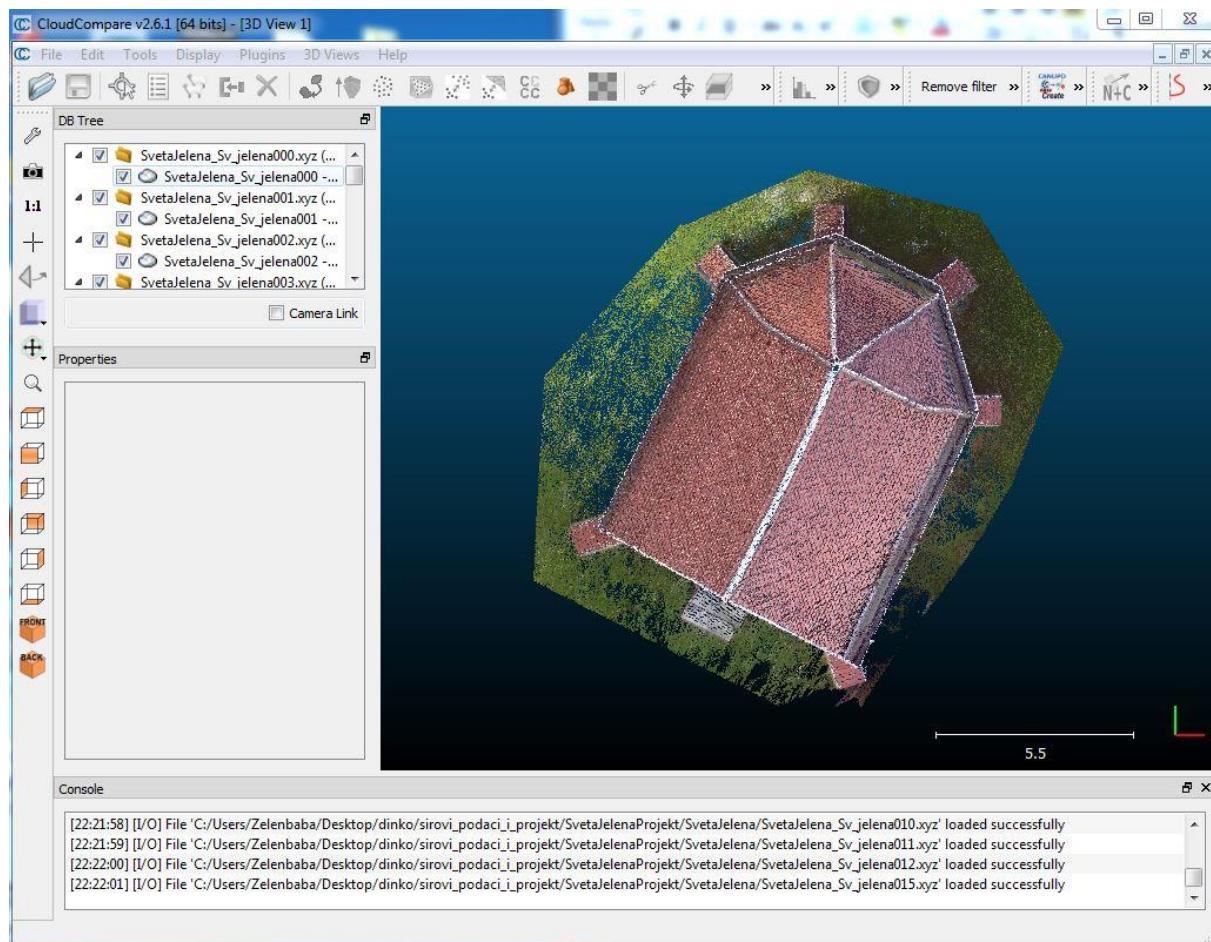 CloudCompare v2.6.1 [64 bits] - [3D View 1]
File Edit Tools Display Plugins 3D Views Help
CC
CC
Remove filter
CANUPO
Create
N+C
DB Tree
SvetaJelena_Sv_jelena000.xyz (...
SvetaJelena_Sv_jelena000 -...
SvetaJelena_Sv_jelena001.xyz (...
SvetaJelena_Sv_jelena001 -...
SvetaJelena_Sv_jelena002.xyz (...
SvetaJelena_Sv_jelena002 -...
SvetaJelena_Sv_jelena003.xyz (...
1:1
Camera Link
Properties
FRONT
BACK
5.5
Console
[22:21:58] [I/O] File 'C:/Users/Zelenbaba/Desktop/dinko/sirovi_podaci_i_projekt/SvetaJelenaProjekt/SvetaJelena/SvetaJelena_Sv_jelena010.xyz' loaded successfully
[22:21:59] [I/O] File 'C:/Users/Zelenbaba/Desktop/dinko/sirovi_podaci_i_projekt/SvetaJelenaProjekt/SvetaJelena/SvetaJelena_Sv_jelena011.xyz' loaded successfully
[22:22:00] [I/O] File 'C:/Users/Zelenbaba/Desktop/dinko/sirovi_podaci_i_projekt/SvetaJelenaProjekt/SvetaJelena/SvetaJelena_Sv_jelena012.xyz' loaded successfully
[22:22:01] [I/O] File 'C:/Users/Zelenbaba/Desktop/dinko/sirovi_podaci_i_projekt/SvetaJelenaProjekt/SvetaJelena/SvetaJelena_Sv_jelena015.xyz' loaded successfully